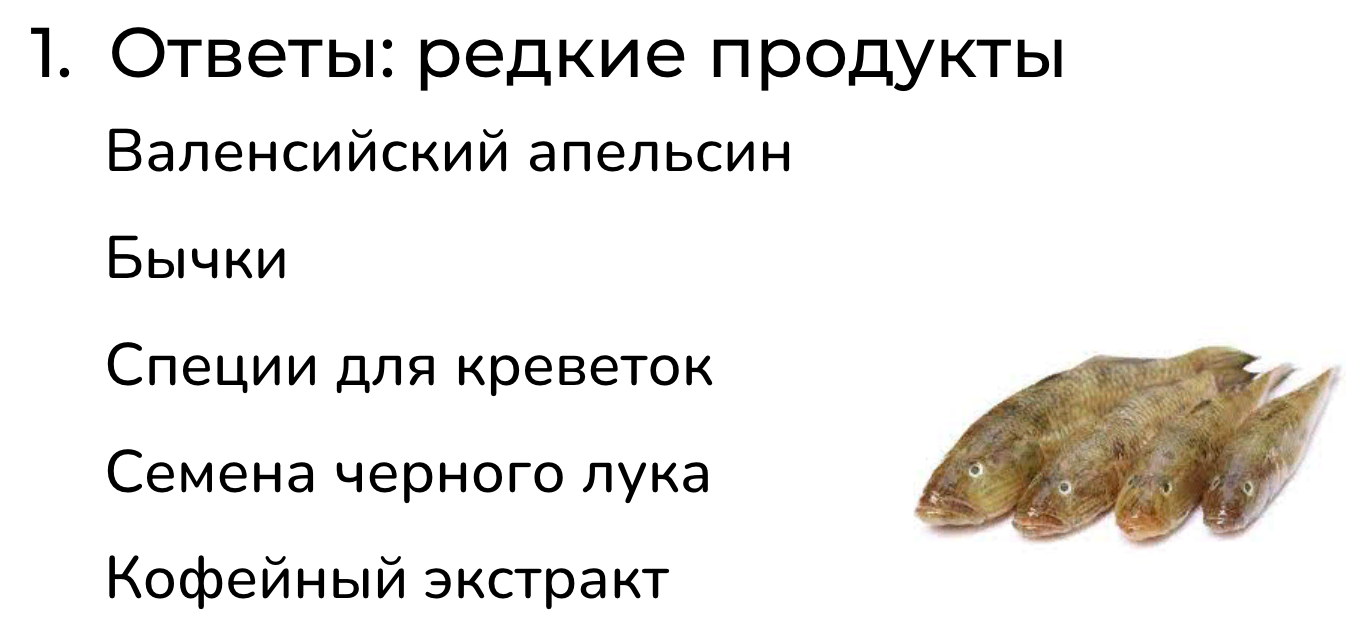 1. Ответы: редкие продукты
Валенсийский апельсин
Бычки
Специи для креветок
Семена черного лука
Кофейный экстракт